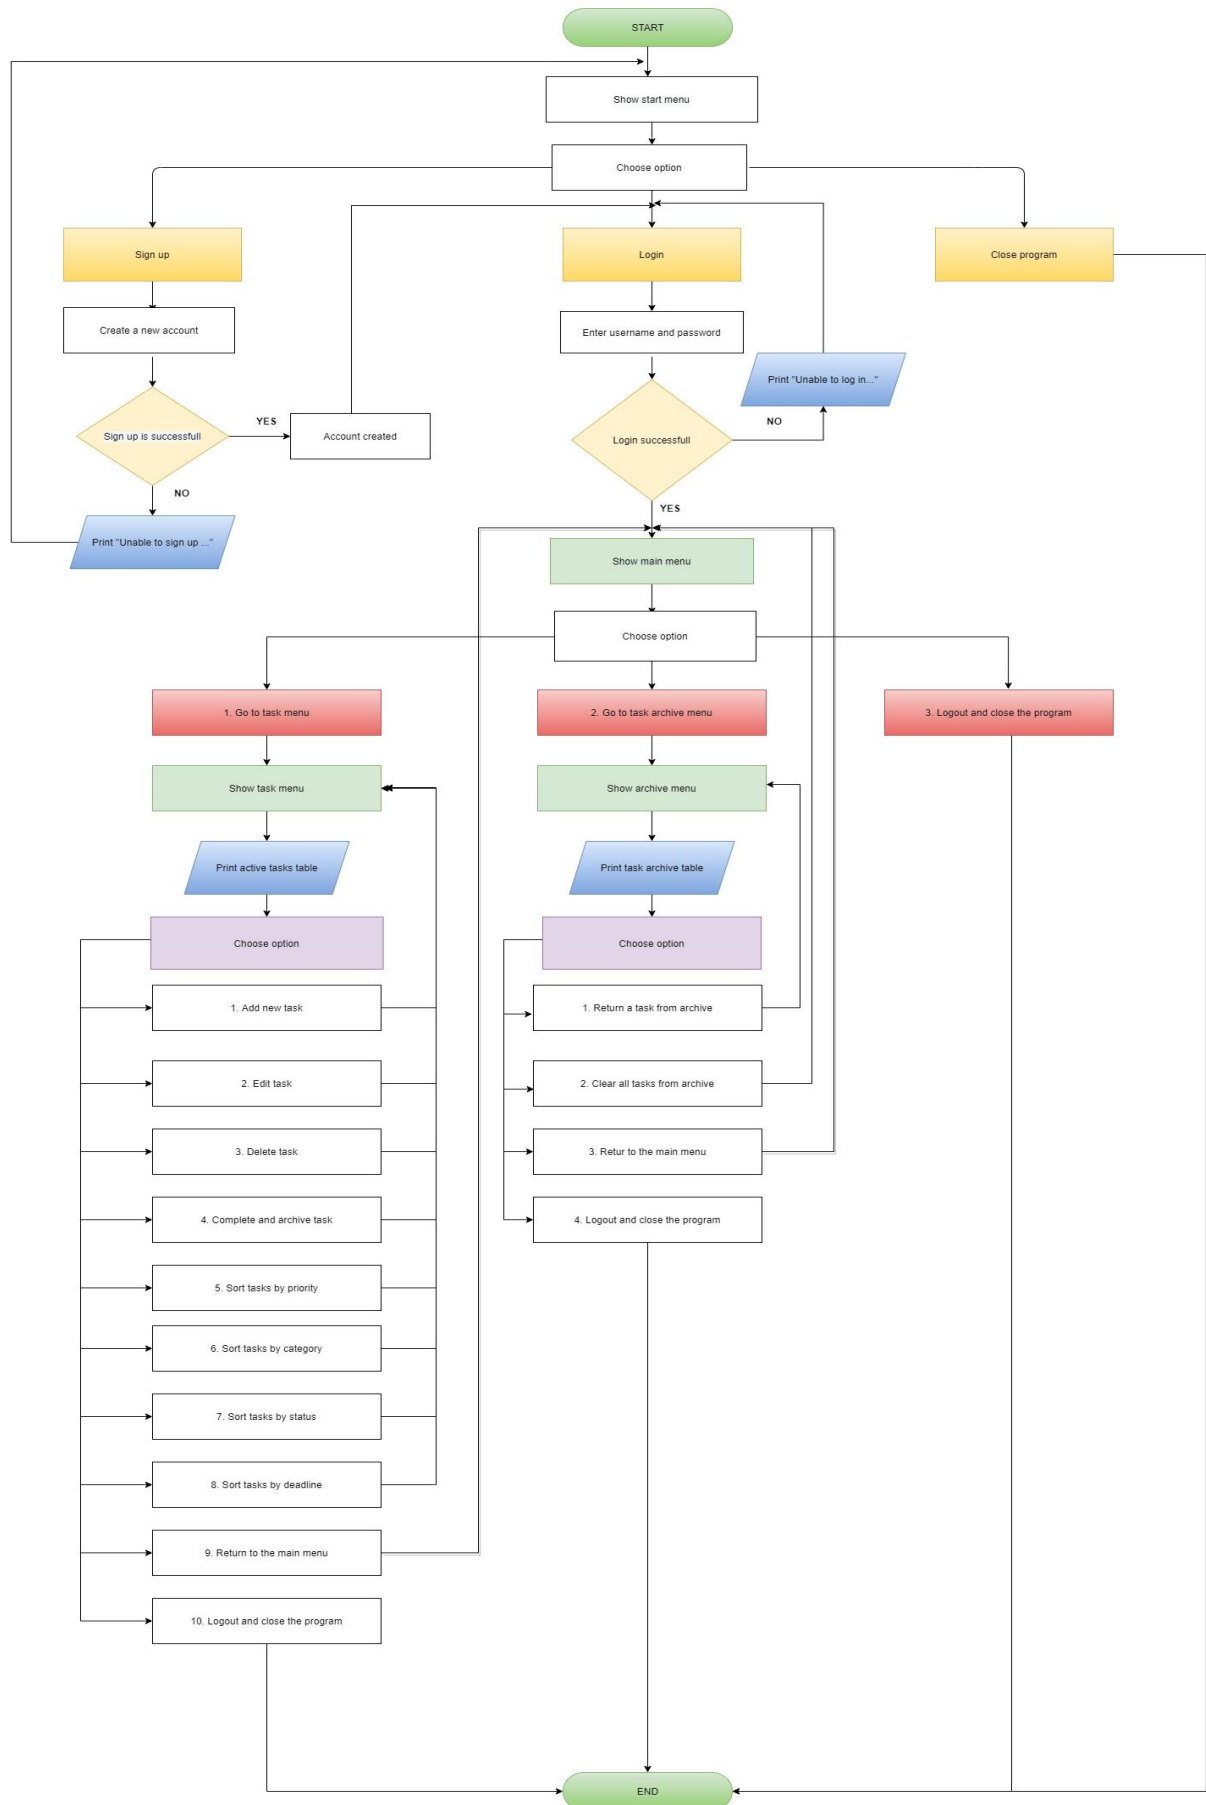 START
Show start menu
Choose option
Sign up
Login
Close program
Create a new account
Enter username and password
Print "Unable to log in..."
Sign up is successfull
YES
Account created
Login successfull
NO
NO
YES
Print "Unable to sign up ..."
Show main menu
Choose option
1. Go to task menu
2. Go to task archive menu
3. Logout and close the program
Show task menu
Show archive menu
Print active tasks table
Print task archive table
Choose option
Choose option
1. Add new task
1. Return a task from archive
2. Edit task
2. Clear all tasks from archive
3. Delete task
3. Retur to the main menu
4. Complete and archive task
4. Logout and close the program
5. Sort tasks by priority
6. Sort tasks by category
7. Sort tasks by status
8. Sort tasks by deadline
9. Return to the main menu
10. Logout and close the program
END